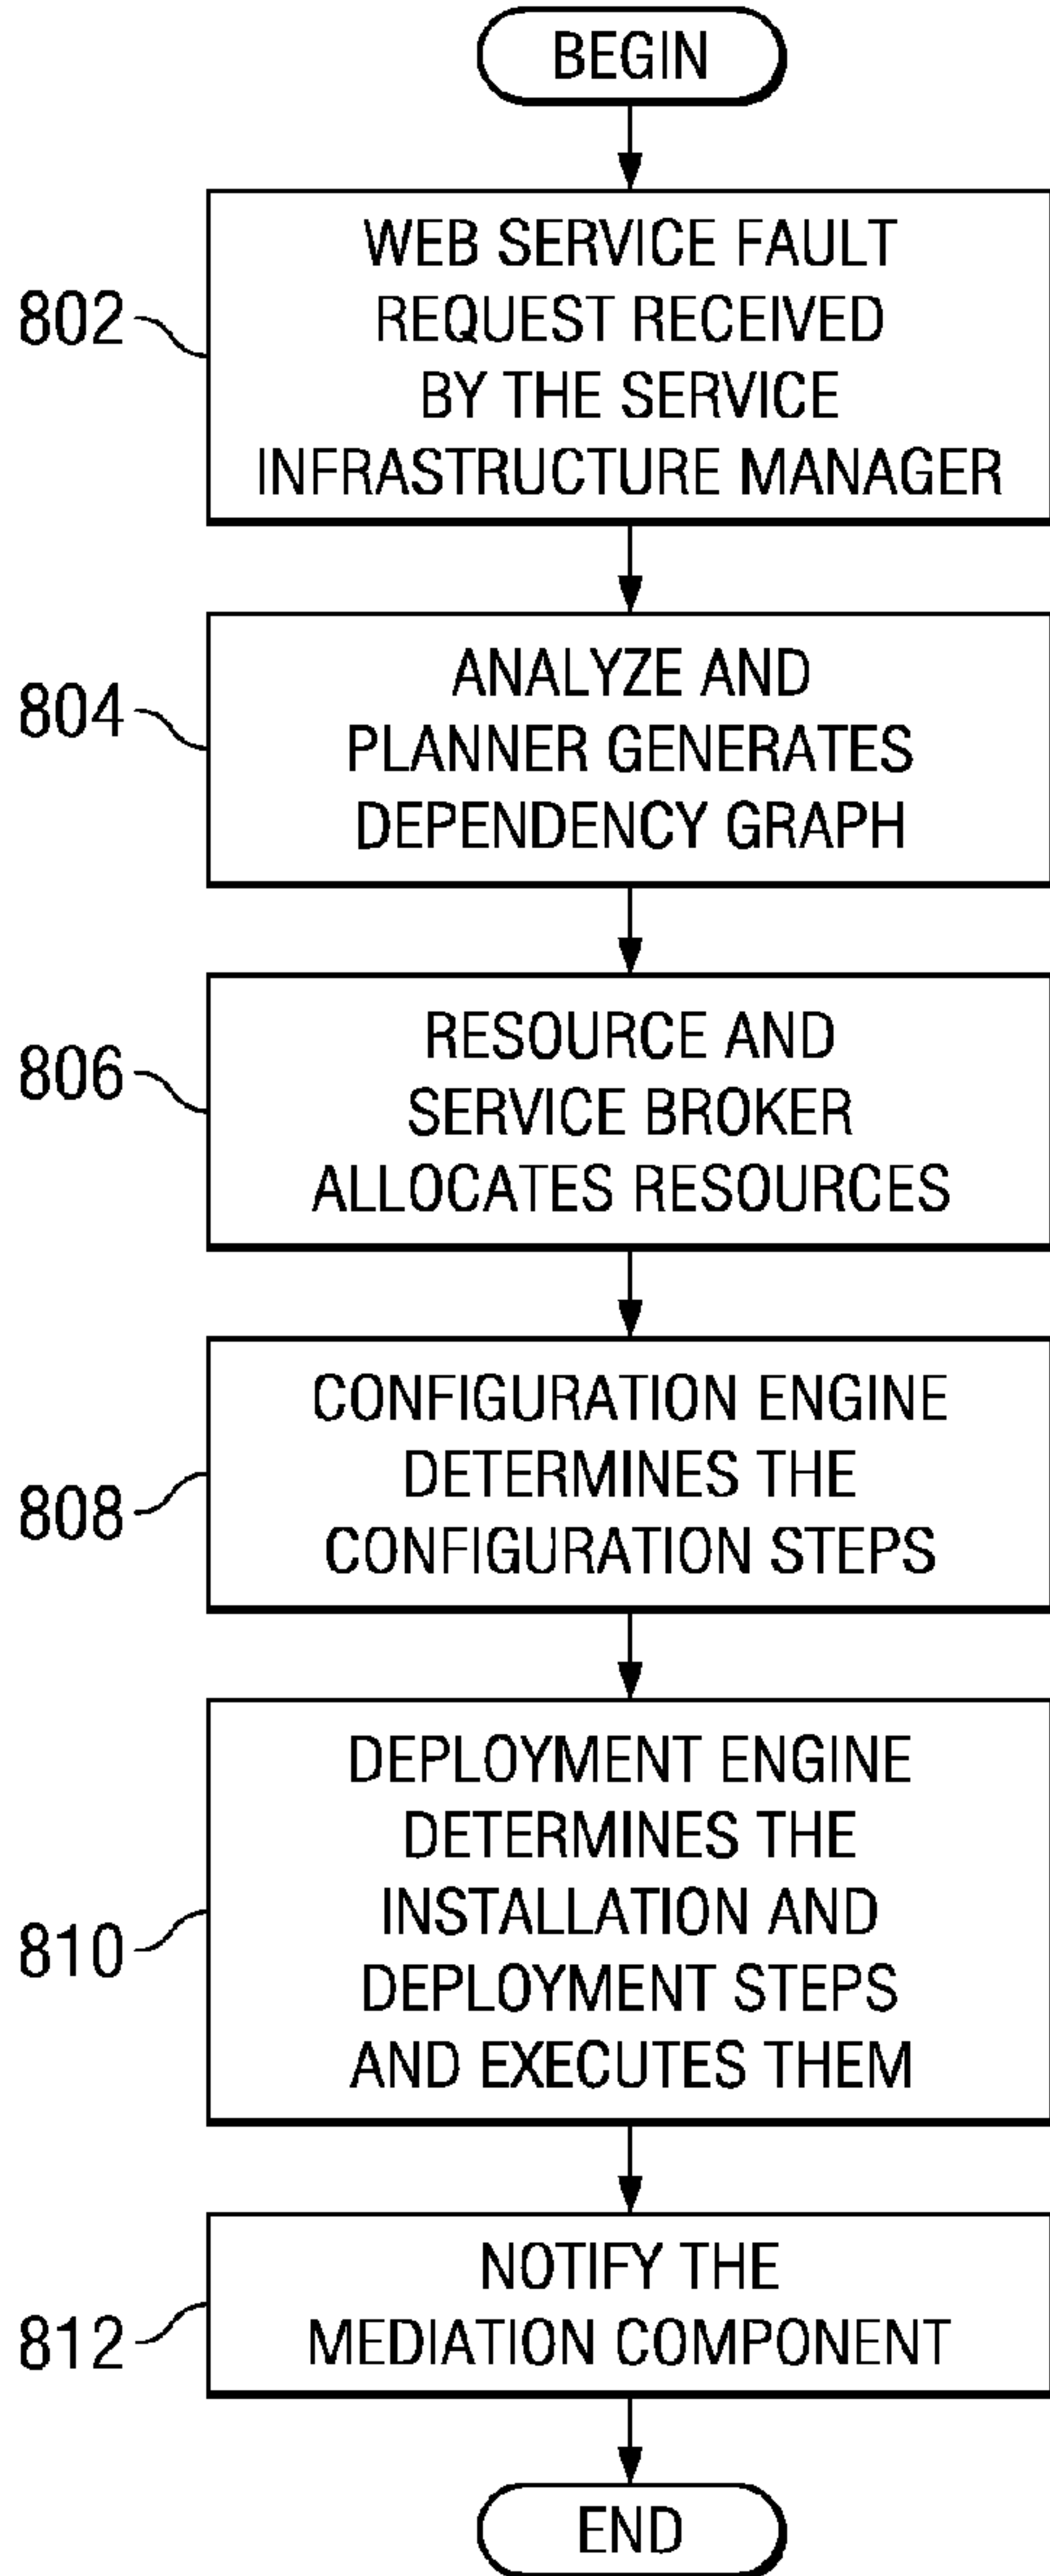 BEGIN
802
WEB SERVICE FAULT
REQUEST RECEIVED
BY THE SERVICE
INFRASTRUCTURE MANAGER
804
ANALYZE AND
PLANNER GENERATES
DEPENDENCY GRAPH
806
RESOURCE AND
SERVICE BROKER
ALLOCATES RESOURCES
808
CONFIGURATION ENGINE
DETERMINES THE
CONFIGURATION STEPS
810
DEPLOYMENT ENGINE
DETERMINES THE
INSTALLATION AND
DEPLOYMENT STEPS
AND EXECUTES THEM
812
NOTIFY THE
MEDIATION COMPONENT
END